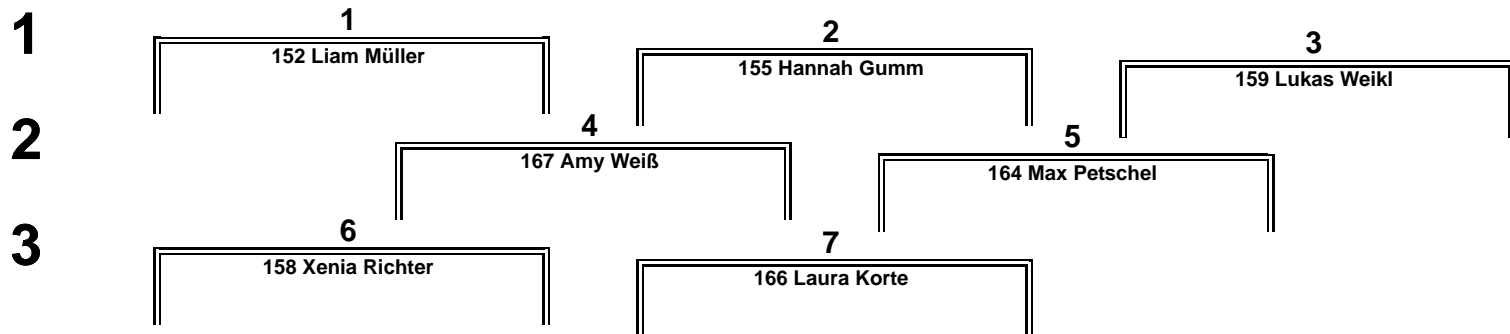 1
1
152 Liam Müller
2
155 Hannah Gumm
3
159 Lukas Weikl
2
4
167 Amy Weiß
5
164 Max Petschel
3
6
158 Xenia Richter
7
166 Laura Korte